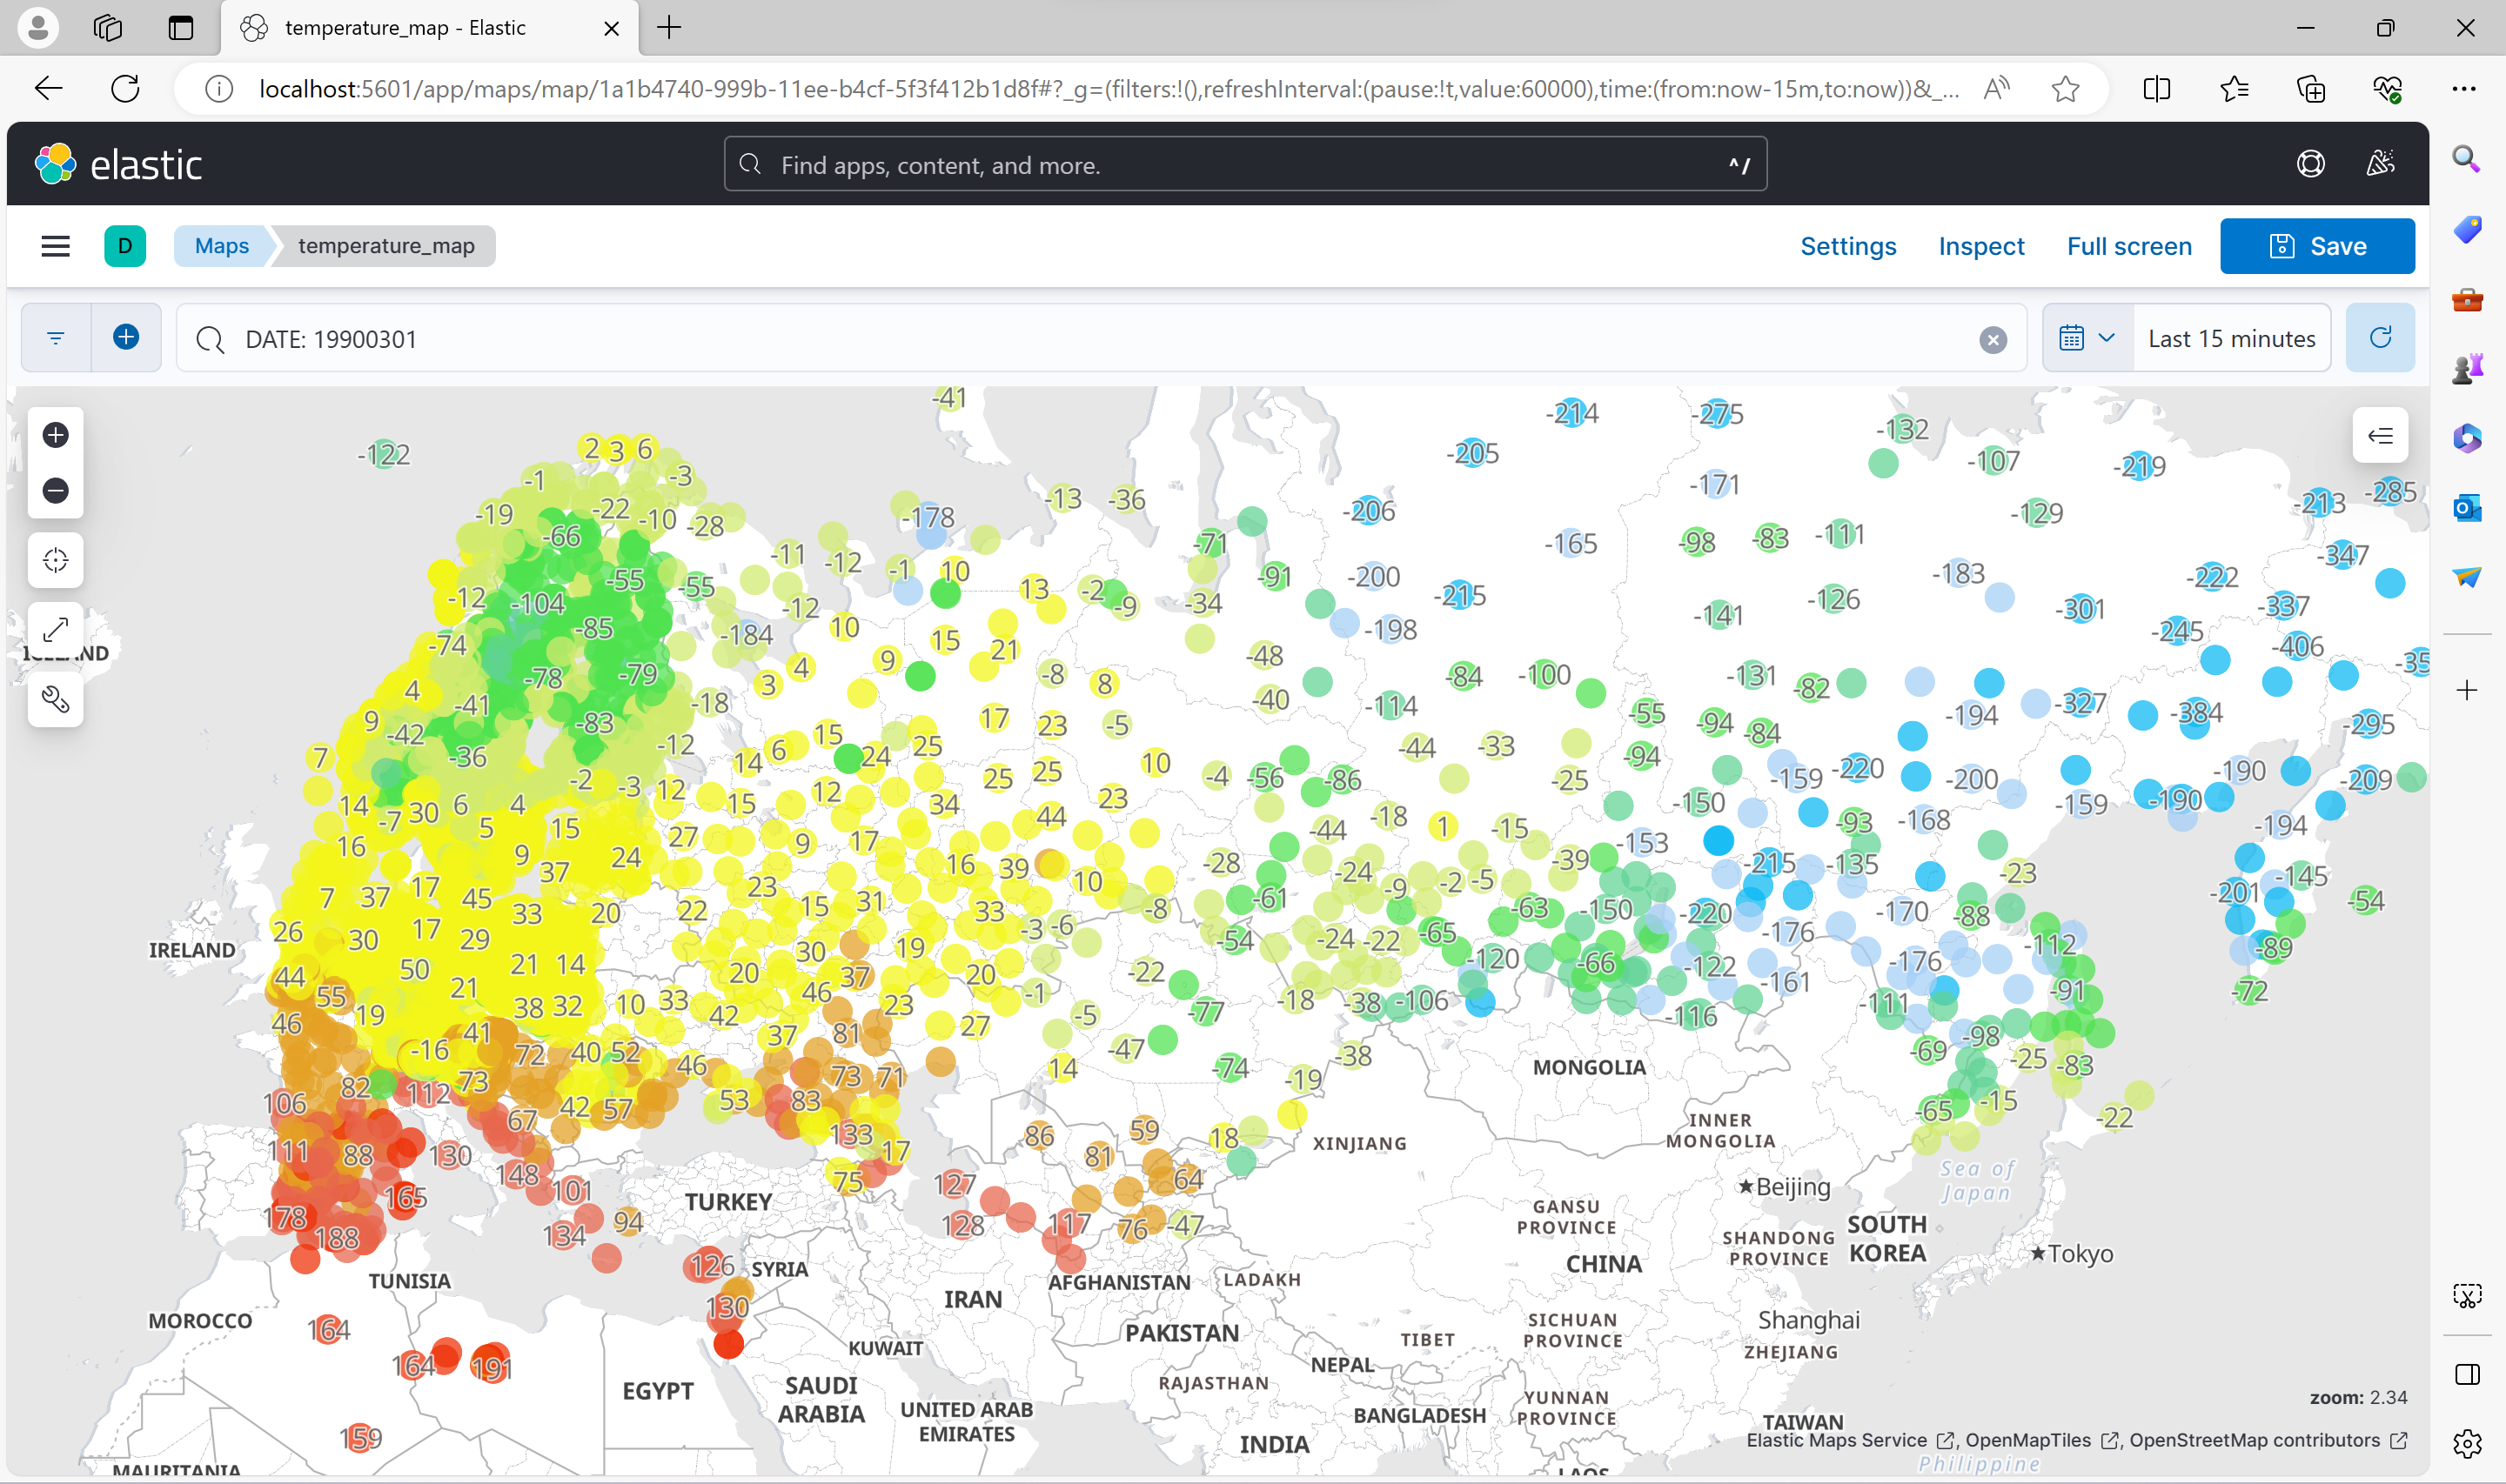 temperature_map - Elastic
localhost:5601/app/maps/map/1a1b4740-999b-11ee-b4cf-5f3f412b1d8f#?_g=(filters:!(),refreshInterval:(pause:!t,value:60000),time:(from:now-15m,to:now))&_...
elastic
Find apps, content, and more.
^/
D
Maps
temperature_map
Settings
Inspect
Full screen
Save
DATE: 19900301
Last 15 minutes
-41
-214 -275 -132
-122 2 3 6 -205 -107 -219
-1 -3 -171 -285
-19 -22 -10 -28 -178 -13 -36 -206 -129 -213
-66 -71 -165 -98 -83 -111 -347
-11 -12 -1 10 -91 -200 -183 -222
-55 -55 13 -2 -9 -34 -215 -126 -301 -337
-12 -104 -12 -141
-85 -184 10 15 -198 -245
-74 9 21 -48 -406
-78 -79 3 4 -8 8 -84 -100 -131 -82 -35
4 -41 -18 -40 -114 -55 -194 -327 -384
9 -42 -83 17 23 -5 -94 -84 -295
7 -36 -12 14 6 15 24 25 -44 -33 -94
-2 -3 12 25 25 10 -4 -56 -86 -25 -159 -220 -200 -190 -209
14 -7 30 6 4 15 12 34 44 23 -150 -159 -190
16 5 15 27 9 17 -44 -18 1 -15 -153 -93 -168 -194
9 37 24 16 39 -28 -24 -39 -215 -135 -23
7 37 17 45 23 10 -9 -2 -5 -145
33 20 22 15 31 33 -8 -61 -63 -150 -220 -170 -88 -201 -54
26 30 17 29 30 19 -3 -6 -54 -24 -22 -65 -176 -112 -89
IRELAND
ICELAND
44 50 21 14 20 37 20 -22 -120 -66 -122 -176
55 21 38 32 10 33 46 23 -1 -18 -38 -106 -161 -91 -72
46 19 42 27 -5 -77 -116 -111
-16 41 72 40 52 37 81 -47 -38 -98
46 73 71 14 -74 -19 -69 -25 -83
MONGOLIA
106 82 112 73 42 57 53 83 -65 -15
67 133 86 59 18 -22
INNER
MONGOLIA
XINJIANG
111 88 130 17 81
148 101 75 127 64
165
Sea of
Japan
TURKEY
Beijing
178 188 134 94 128 117 76 -47
GANSU
PROVINCE
SHANDONG
PROVINCE
SOUTH
KOREA
Tokyo
126
SYRIA
CHINA
TUNISIA
AFGHANISTAN
LADAKH
130
IRAN
MOROCCO
164
KUWAIT
PAKISTAN
TIBET
SICHUAN
PROVINCE
Shanghai
ZHEJIANG
164 191
NEPAL
EGYPT
SAUDI
ARABIA
RAJASTHAN
UNITED ARAB
EMIRATES
BANGLADESH
YUNNAN
PROVINCE
TAIWAN
zoom: 2.34
159
INDIA
Elastic Maps Service , OpenMapTiles , OpenStreetMap contributors
MAURITANIA
LAOS
Philippine